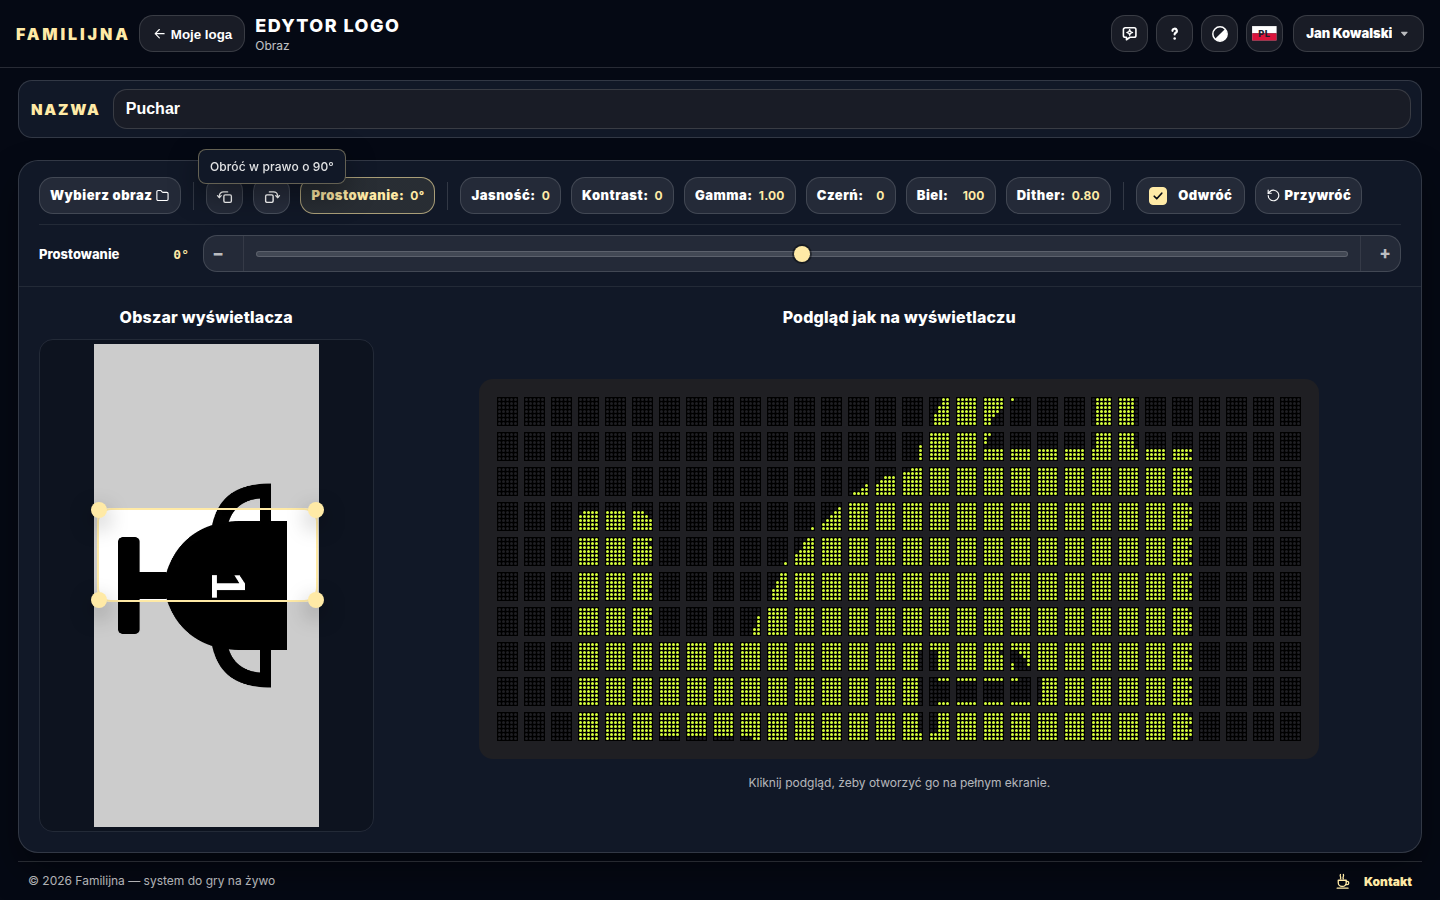 FAMILIJNA
← Moje loga
EDYTOR LOGO
Obraz
?
PL
Jan Kowalski
NAZWA
Puchar
Obróć w prawo o 90°
Wybierz obraz
Prostowanie: 0°
Jasność: 0
Kontrast: 0
Gamma: 1.00
Czerń: 0
Biel: 100
Dither: 0.80
Odwróć
Przywróć
Prostowanie 0° − +
Obszar wyświetlacza
Podgląd jak na wyświetlaczu
1
Kliknij podgląd, żeby otworzyć go na pełnym ekranie.
© 2026 Familijna — system do gry na żywo
Kontakt